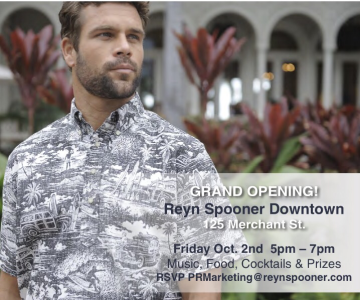 GRAND OPENING!
Reyn Spooner Downtown
125 Merchant St.
Friday Oct. 2nd 5pm – 7pm
Music, Food, Cocktails & Prizes
RSVP PRMarketing@reynspooner.com